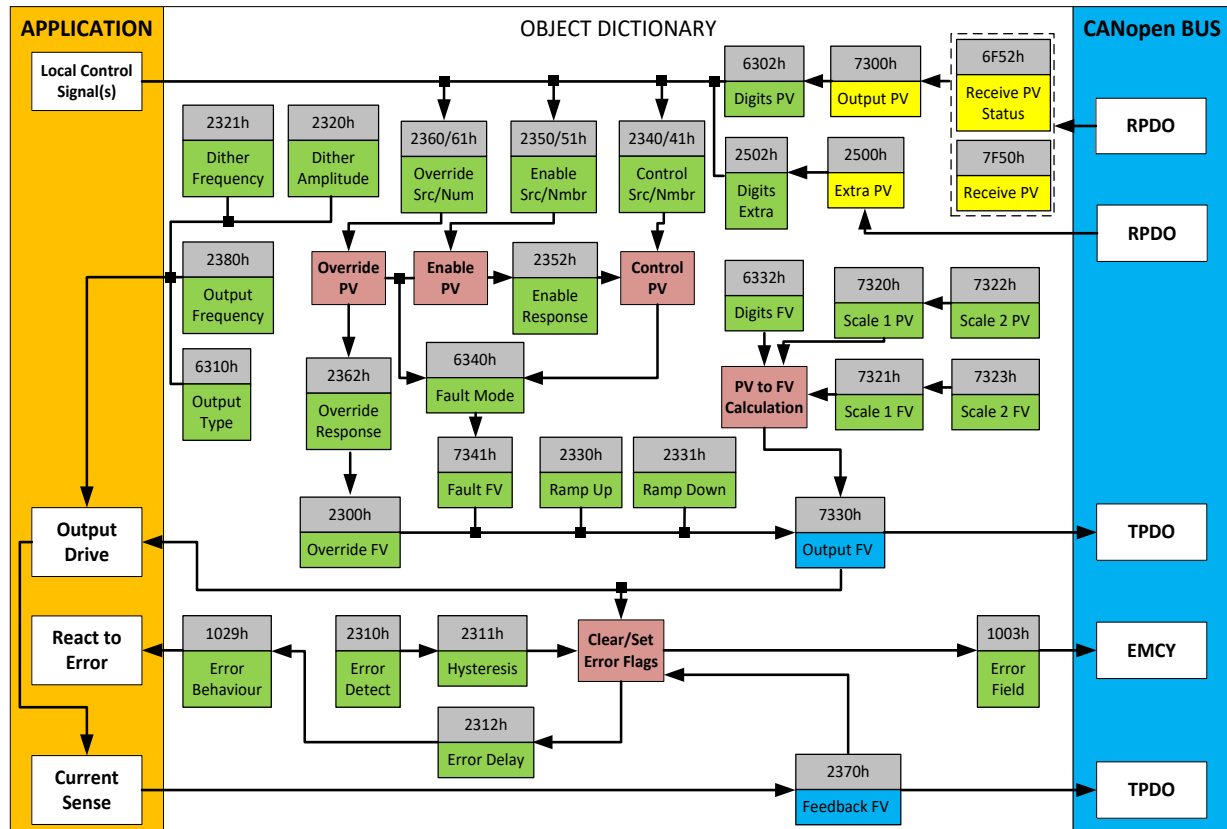 APPLICATION
OBJECT DICTIONARY
CANopen BUS
Local Control
Signal(s)
6302h
Digits PV
7300h
Output PV
6F52h
Receive PV
Status
7F50h
Receive PV
RPDO
2321h
Dither
Frequency
2320h
Dither
Amplitude
2360/61h
Override
Src/Num
2350/51h
Enable
Src/Nmbr
2340/41h
Control
Src/Nmbr
2502h
Digits
Extra
2500h
Extra PV
RPDO
2380h
Output
Frequency
Override
PV
Enable
PV
2352h
Enable
Response
Control
PV
6332h
Digits FV
7320h
Scale 1 PV
7322h
Scale 2 PV
6310h
Output
Type
2362h
Override
Response
6340h
Fault Mode
PV to FV
Calculation
7321h
Scale 1 FV
7323h
Scale 2 FV
7341h
Fault FV
2330h
Ramp Up
2331h
Ramp Down
Output
Drive
2300h
Override FV
7330h
Output FV
TPDO
React to
Error
1029h
Error
Behaviour
2310h
Error
Detect
2311h
Hysteresis
Clear/Set
Error Flags
1003h
Error
Field
EMCY
2312h
Error Delay
Current
Sense
2370h
Feedback FV
TPDO